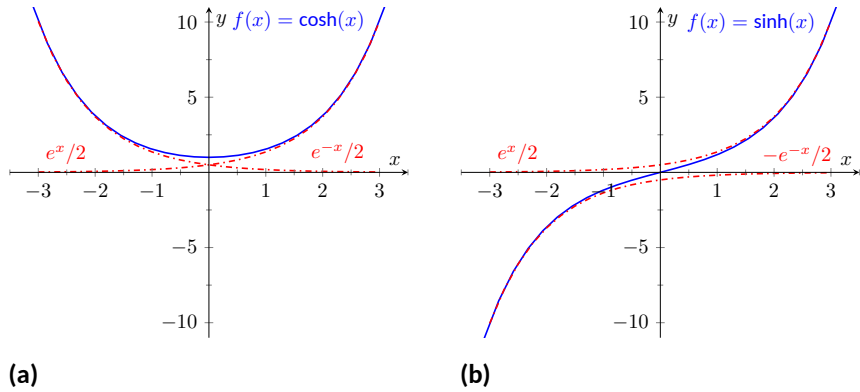 10
y
f(x) = cosh(x)
5
e^x/2
e^{-x}/2
x
−3
−2
−1
1
2
3
−5
−10
(a)
10
y
f(x) = sinh(x)
5
e^x/2
−e^{-x}/2
x
−3
−2
−1
1
2
3
−5
−10
(b)